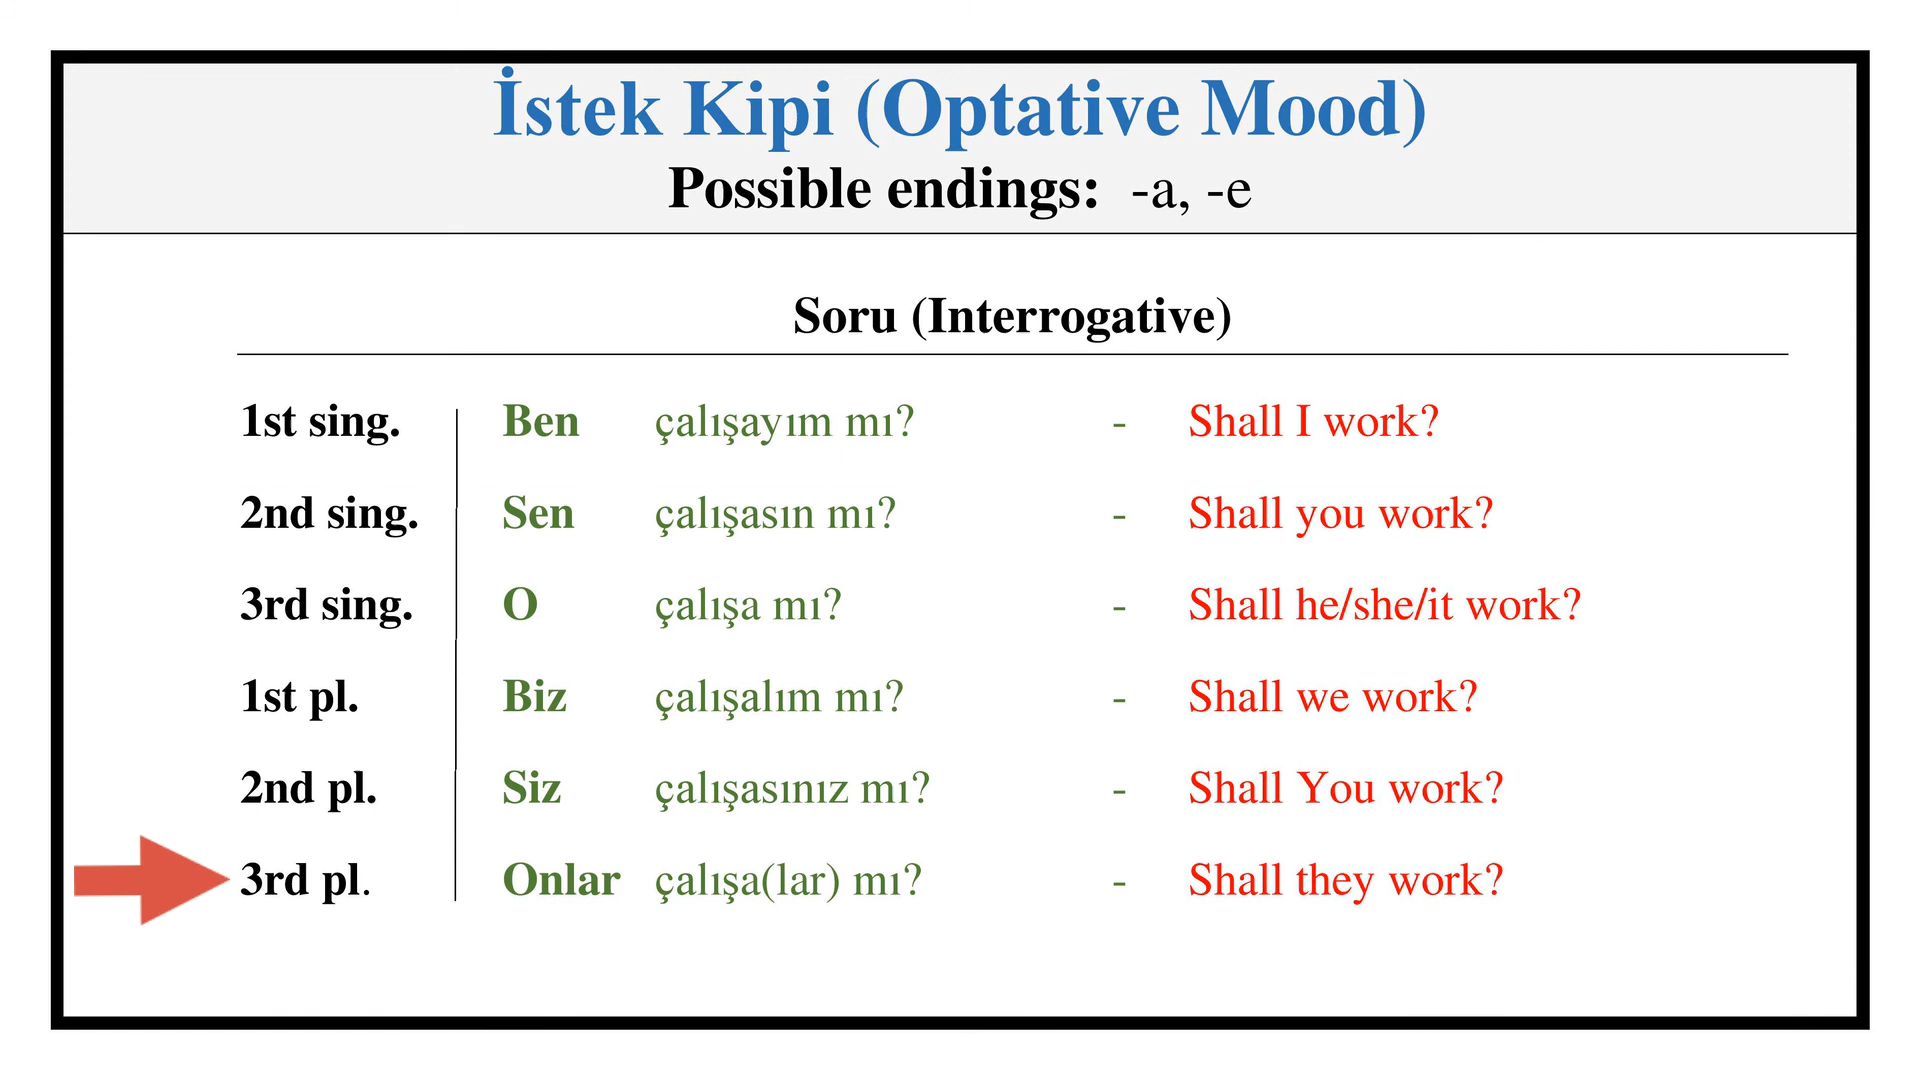 İstek Kipi (Optative Mood)
Possible endings: -a, -e
Soru (Interrogative)
1st sing. Ben çalışayım mı? - Shall I work?
2nd sing. Sen çalışasın mı? - Shall you work?
3rd sing. O çalışa mı? - Shall he/she/it work?
1st pl. Biz çalışalım mı? - Shall we work?
2nd pl. Siz çalışasınız mı? - Shall You work?
3rd pl. Onlar çalışa(lar) mı? - Shall they work?